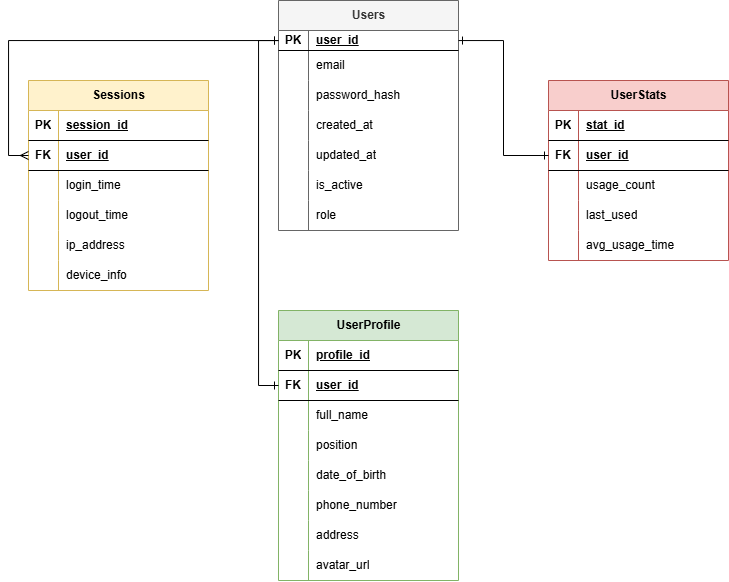 Users
PK user_id
email
password_hash
created_at
updated_at
is_active
role
Sessions
PK session_id
FK user_id
login_time
logout_time
ip_address
device_info
UserStats
PK stat_id
FK user_id
usage_count
last_used
avg_usage_time
UserProfile
PK profile_id
FK user_id
full_name
position
date_of_birth
phone_number
address
avatar_url